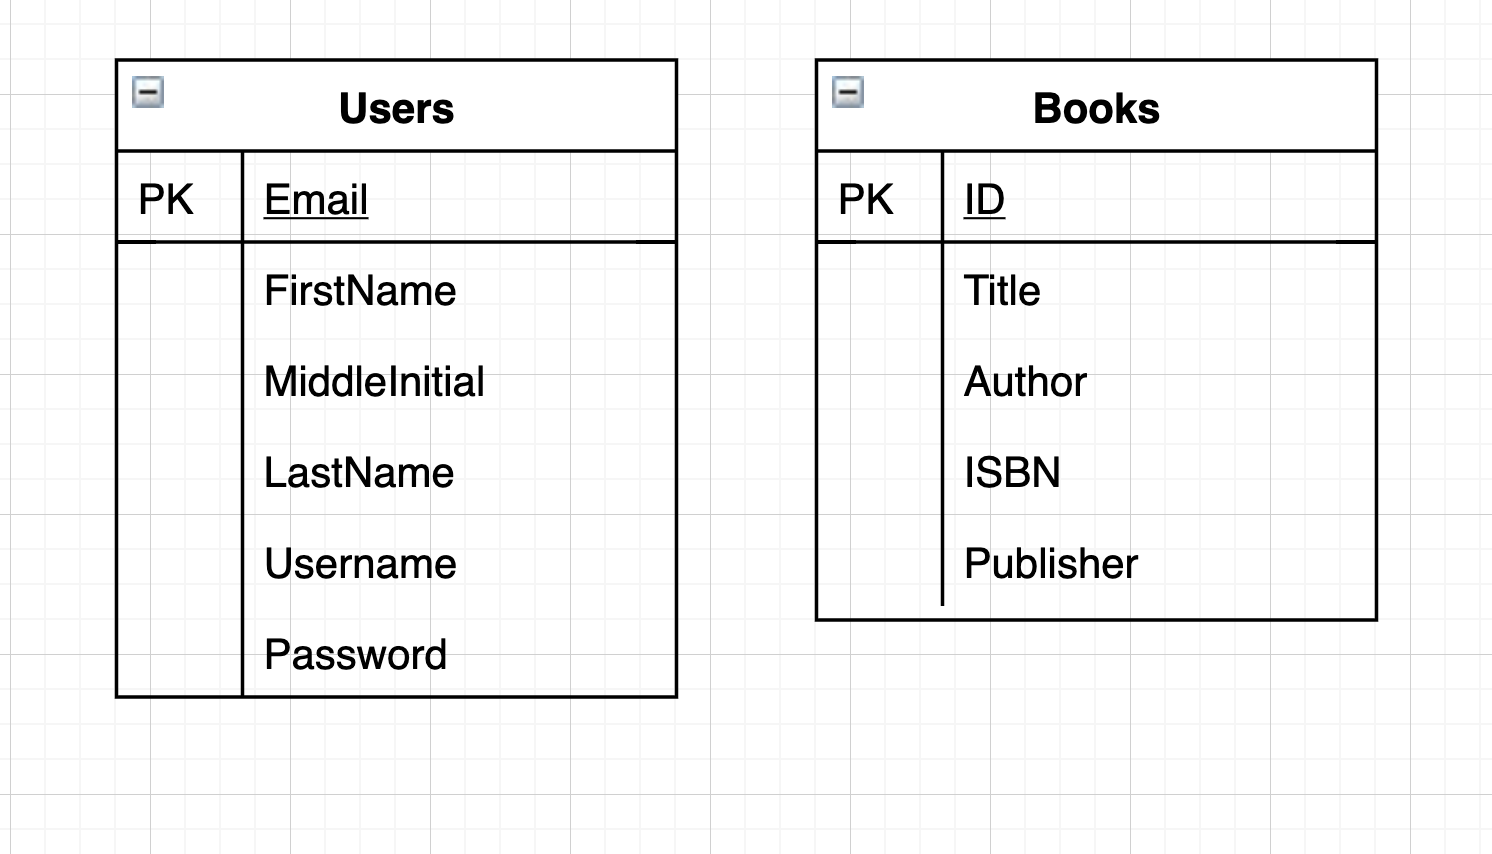 Users
PK Email
FirstName
MiddleInitial
LastName
Username
Password
Books
PK ID
Title
Author
ISBN
Publisher